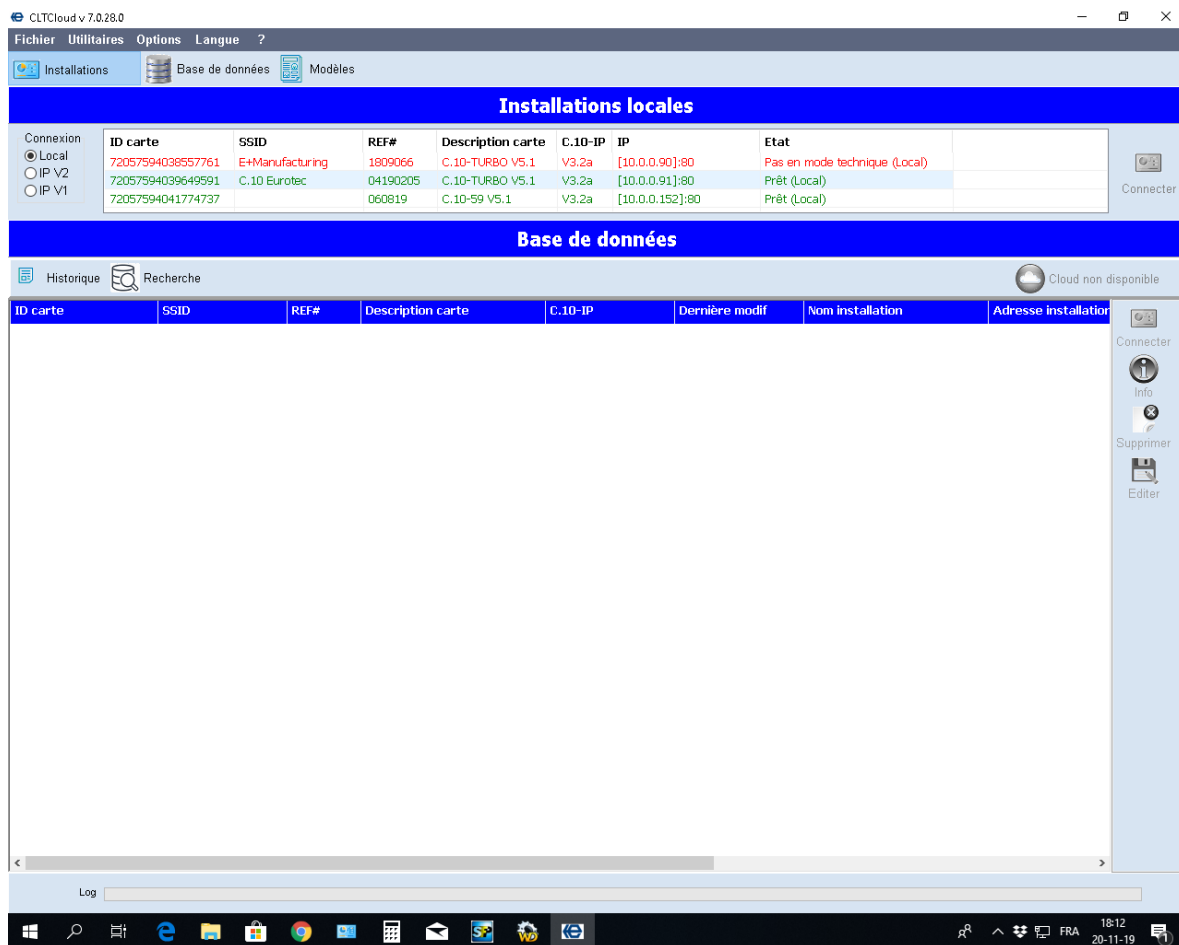 CLTCloud v 7.0.28.0
Fichier Utilitaires Options Langue ?
Installations Base de données Modèles
Installations locales
Connexion
Local
IP V2
IP V1
ID carte SSID REF# Description carte C.10-IP IP Etat
72057594038557761 E+Manufacturing 1809066 C.10-TURBO V5.1 V3.2a [10.0.0.90]:80 Pas en mode technique (Local)
72057594039649591 C.10 Eurotec 04190205 C.10-TURBO V5.1 V3.2a [10.0.0.91]:80 Prêt (Local)
72057594041774737 060819 C.10-59 V5.1 V3.2a [10.0.0.152]:80 Prêt (Local)
Connecter
Base de données
Historique Recherche Cloud non disponible
ID carte SSID REF# Description carte C.10-IP Dernière modif Nom installation Adresse installation
Connecter
Info
Supprimer
Editer
Log
FRA 18:12
20-11-19